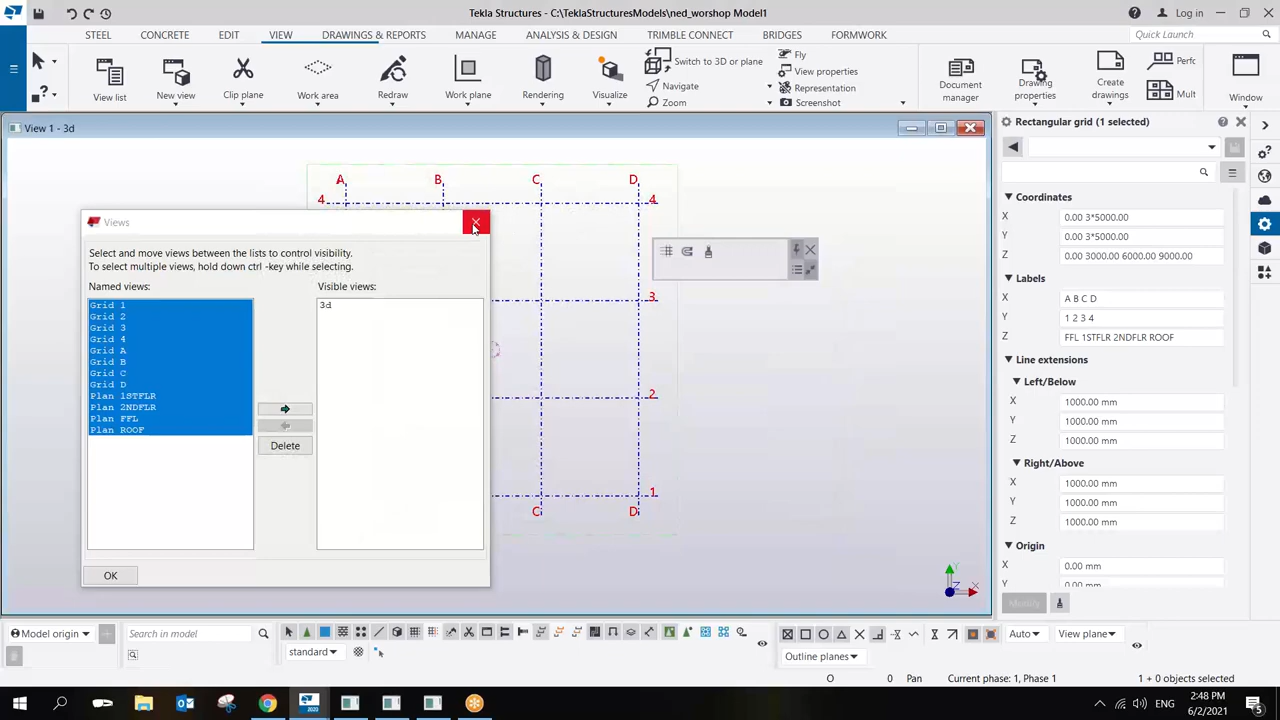 Tekla Structures - C:\TeklaStructuresModels\ned_workshop Model1
Log in
STEEL
CONCRETE
EDIT
VIEW
DRAWINGS & REPORTS
MANAGE
ANALYSIS & DESIGN
TRIMBLE CONNECT
BRIDGES
FORMWORK
Quick Launch
View list
New view
Clip plane
Work area
Redraw
Work plane
Rendering
Visualize
Switch to 3D or plane
Navigate
Zoom
Fly
View properties
Representation
Screenshot
Document manager
Drawing properties
Create drawings
Perfc
Mult
Window
View 1 - 3d
A
B
C
D
4
4
3
2
1
C
D
Views
Select and move views between the lists to control visibility.
To select multiple views, hold down ctrl -key while selecting.
Named views:
Visible views:
Grid 1
Grid 2
Grid 3
Grid 4
Grid A
Grid B
Grid C
Grid D
Plan 1STFLR
Plan 2NDFLR
Plan FFL
Plan ROOF
3d
Delete
OK
Y
Z
X
Rectangular grid (1 selected)
Coordinates
X 0.00 3*5000.00
Y 0.00 3*5000.00
Z 0.00 3000.00 6000.00 9000.00
Labels
X A B C D
Y 1 2 3 4
Z FFL 1STFLR 2NDFLR ROOF
Line extensions
Left/Below
X 1000.00 mm
Y 1000.00 mm
Z 1000.00 mm
Right/Above
X 1000.00 mm
Y 1000.00 mm
Z 1000.00 mm
Origin
X 0.00 mm
Y 0.00 mm
Modify
Model origin
Search in model
standard
Auto
View plane
Outline planes
O 0 Pan Current phase: 1, Phase 1 1 + 0 objects selected
2020
ENG
2:48 PM
6/2/2021
5